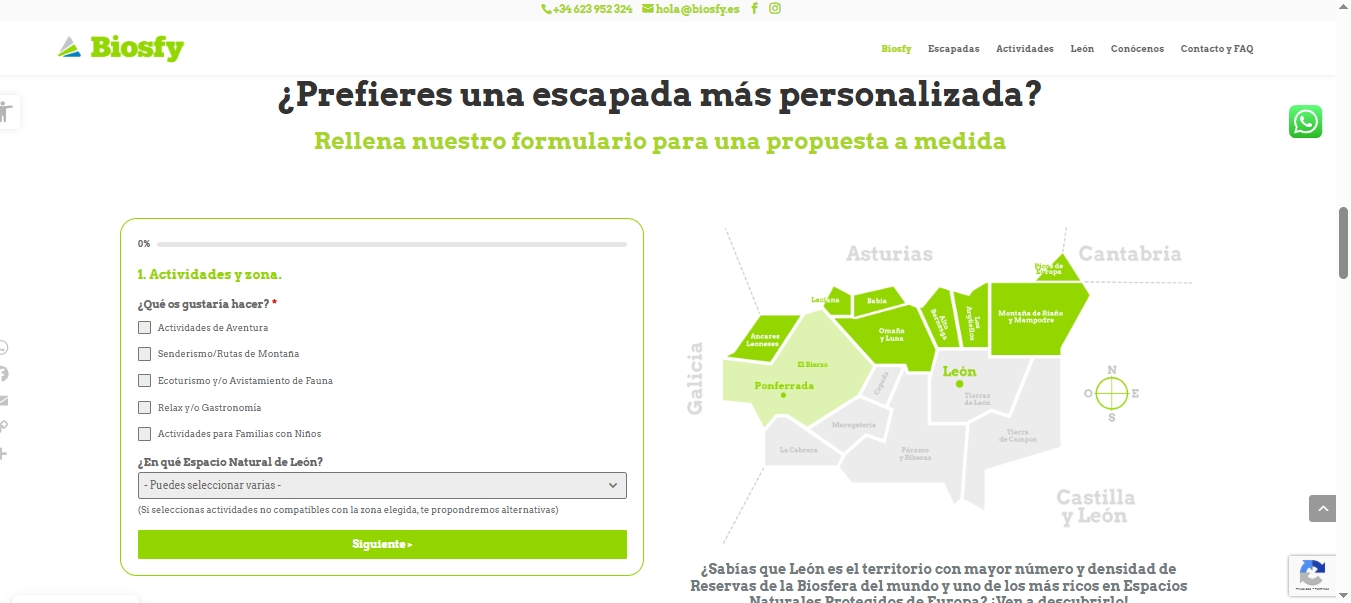 +34 623 952 324 hola@biosfy.es
Biosfy
Biosfy Escapadas Actividades León Conócenos Contacto y FAQ
¿Prefieres una escapada más personalizada?
Rellena nuestro formulario para una propuesta a medida
0%
1. Actividades y zona.
¿Qué os gustaría hacer? *
Actividades de Aventura
Senderismo/Rutas de Montaña
Ecoturismo y/o Avistamiento de Fauna
Relax y/o Gastronomía
Actividades para Familias con Niños
¿En qué Espacio Natural de León?
- Puedes seleccionar varias -
(Si seleccionas actividades no compatibles con la zona elegida, te propondremos alternativas)
Siguiente >
Asturias
Cantabria
Picos de
Europa
Laciana
Babia
Alto
Bernesga
Los
Argüellos
Montaña de Riaño
y Mampodre
Ancares
Leoneses
Omaña
y Luna
Galicia
El Bierzo
Ponferrada
Cepeda
León
Tierras
de León
N
O
E
S
Maragatería
La Cabrera
Páramo
y Riberas
Tierra
de Campos
Castilla
y León
¿Sabías que León es el territorio con mayor número y densidad de
Reservas de la Biosfera del mundo y uno de los más ricos en Espacios
Naturales Protegidos de Europa? ¡Ven a descubrirlo!